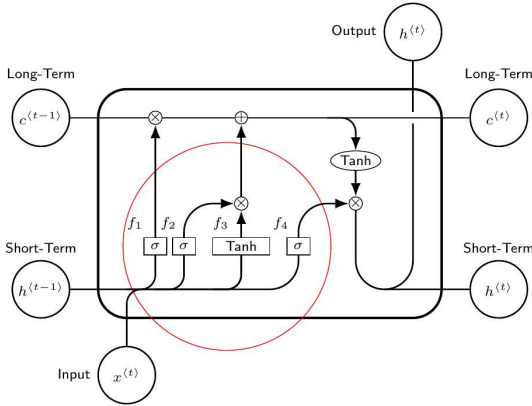 Output
h⟨t⟩
Long-Term
Long-Term
c⟨t−1⟩
×
+
c⟨t⟩
Tanh
f₁
f₂
×
f₃
f₄
×
Short-Term
σ
σ
Tanh
σ
Short-Term
h⟨t−1⟩
h⟨t⟩
Input
x⟨t⟩